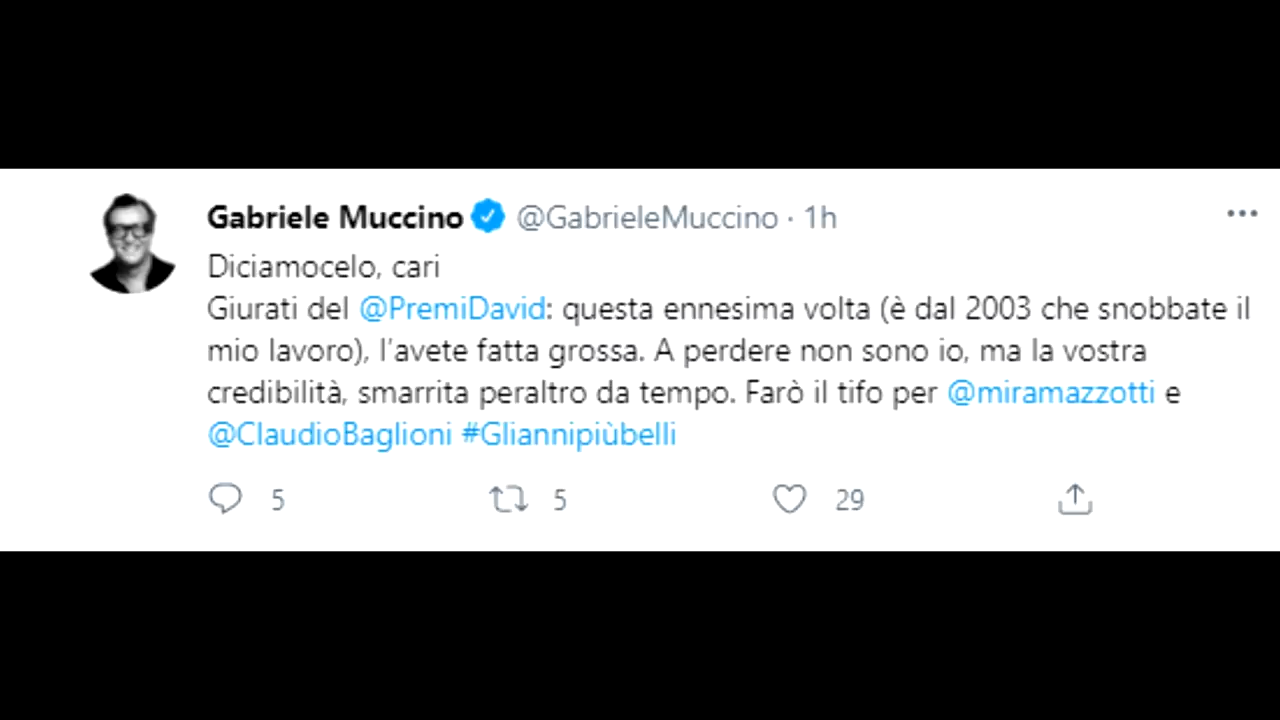 Gabriele Muccino @GabrieleMuccino · 1h
Diciamocelo, cari
Giurati del @PremiDavid: questa ennesima volta (è dal 2003 che snobbate il
mio lavoro), l'avete fatta grossa. A perdere non sono io, ma la vostra
credibilità, smarrita peraltro da tempo. Farò il tifo per @miramazzotti e
@ClaudioBaglioni #Gliannipiùbelli
5 5 29